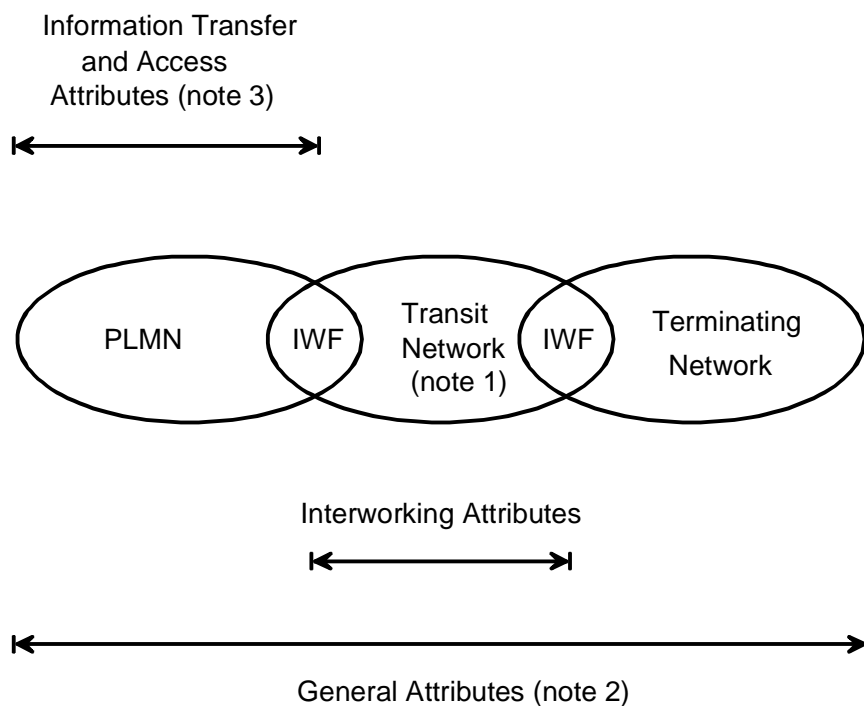 Information Transfer
and Access
Attributes (note 3)
PLMN
IWF
Transit
Network
(note 1)
IWF
Terminating
Network
Interworking Attributes
General Attributes (note 2)